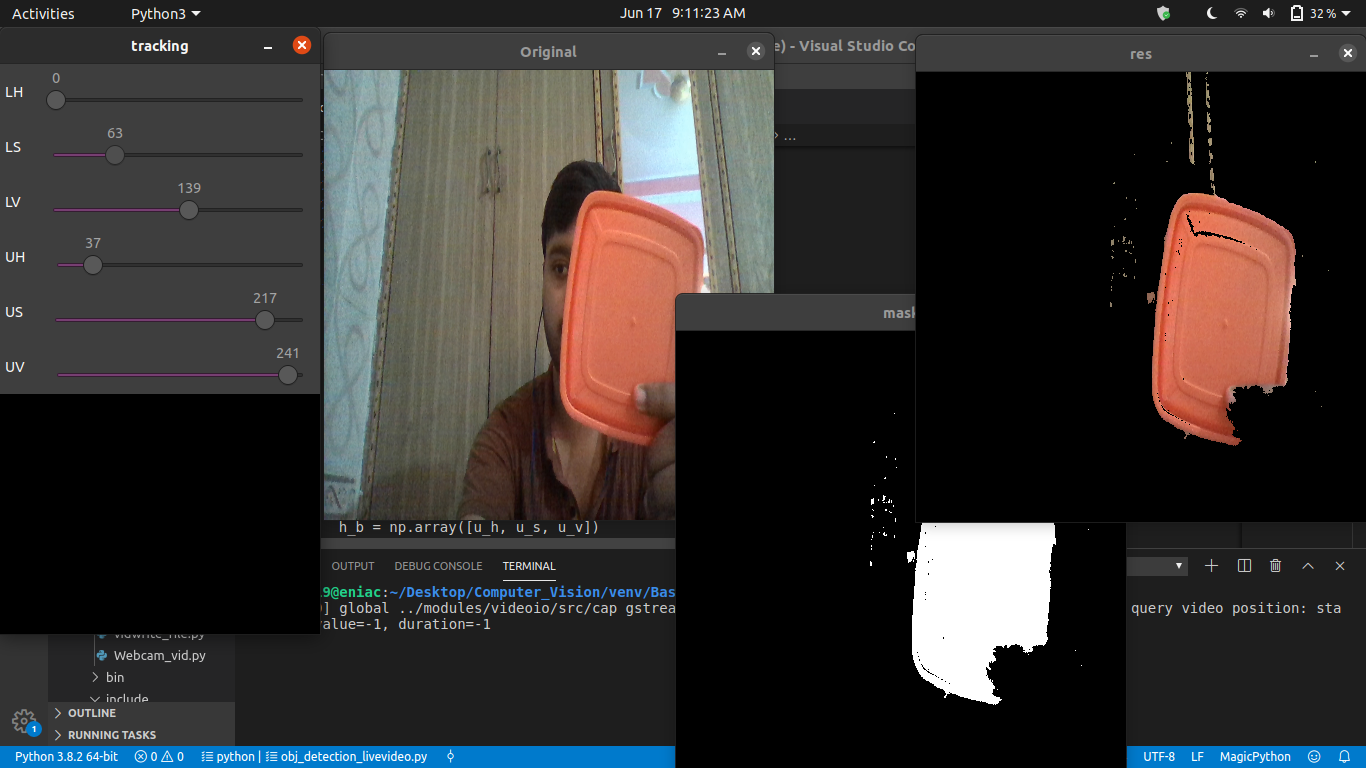 Activities
Python3
Jun 17 9:11:23 AM
32 %
tracking
LH
0
LS
63
LV
139
UH
37
US
217
UV
241
Original
e) - Visual Studio Co
...
res
mask
h_b = np.array([u_h, u_s, u_v])
OUTPUT
DEBUG CONSOLE
TERMINAL
19@eniac:~/Desktop/Computer_Vision/venv/Bas
0] global ../modules/videoio/src/cap_gstrea
query video position: sta
value=-1, duration=-1
vidwrite_file.py
Webcam_vid.py
bin
include
OUTLINE
RUNNING TASKS
1
Python 3.8.2 64-bit
0
0
python |
obj_detection_livevideo.py
UTF-8
LF
MagicPython